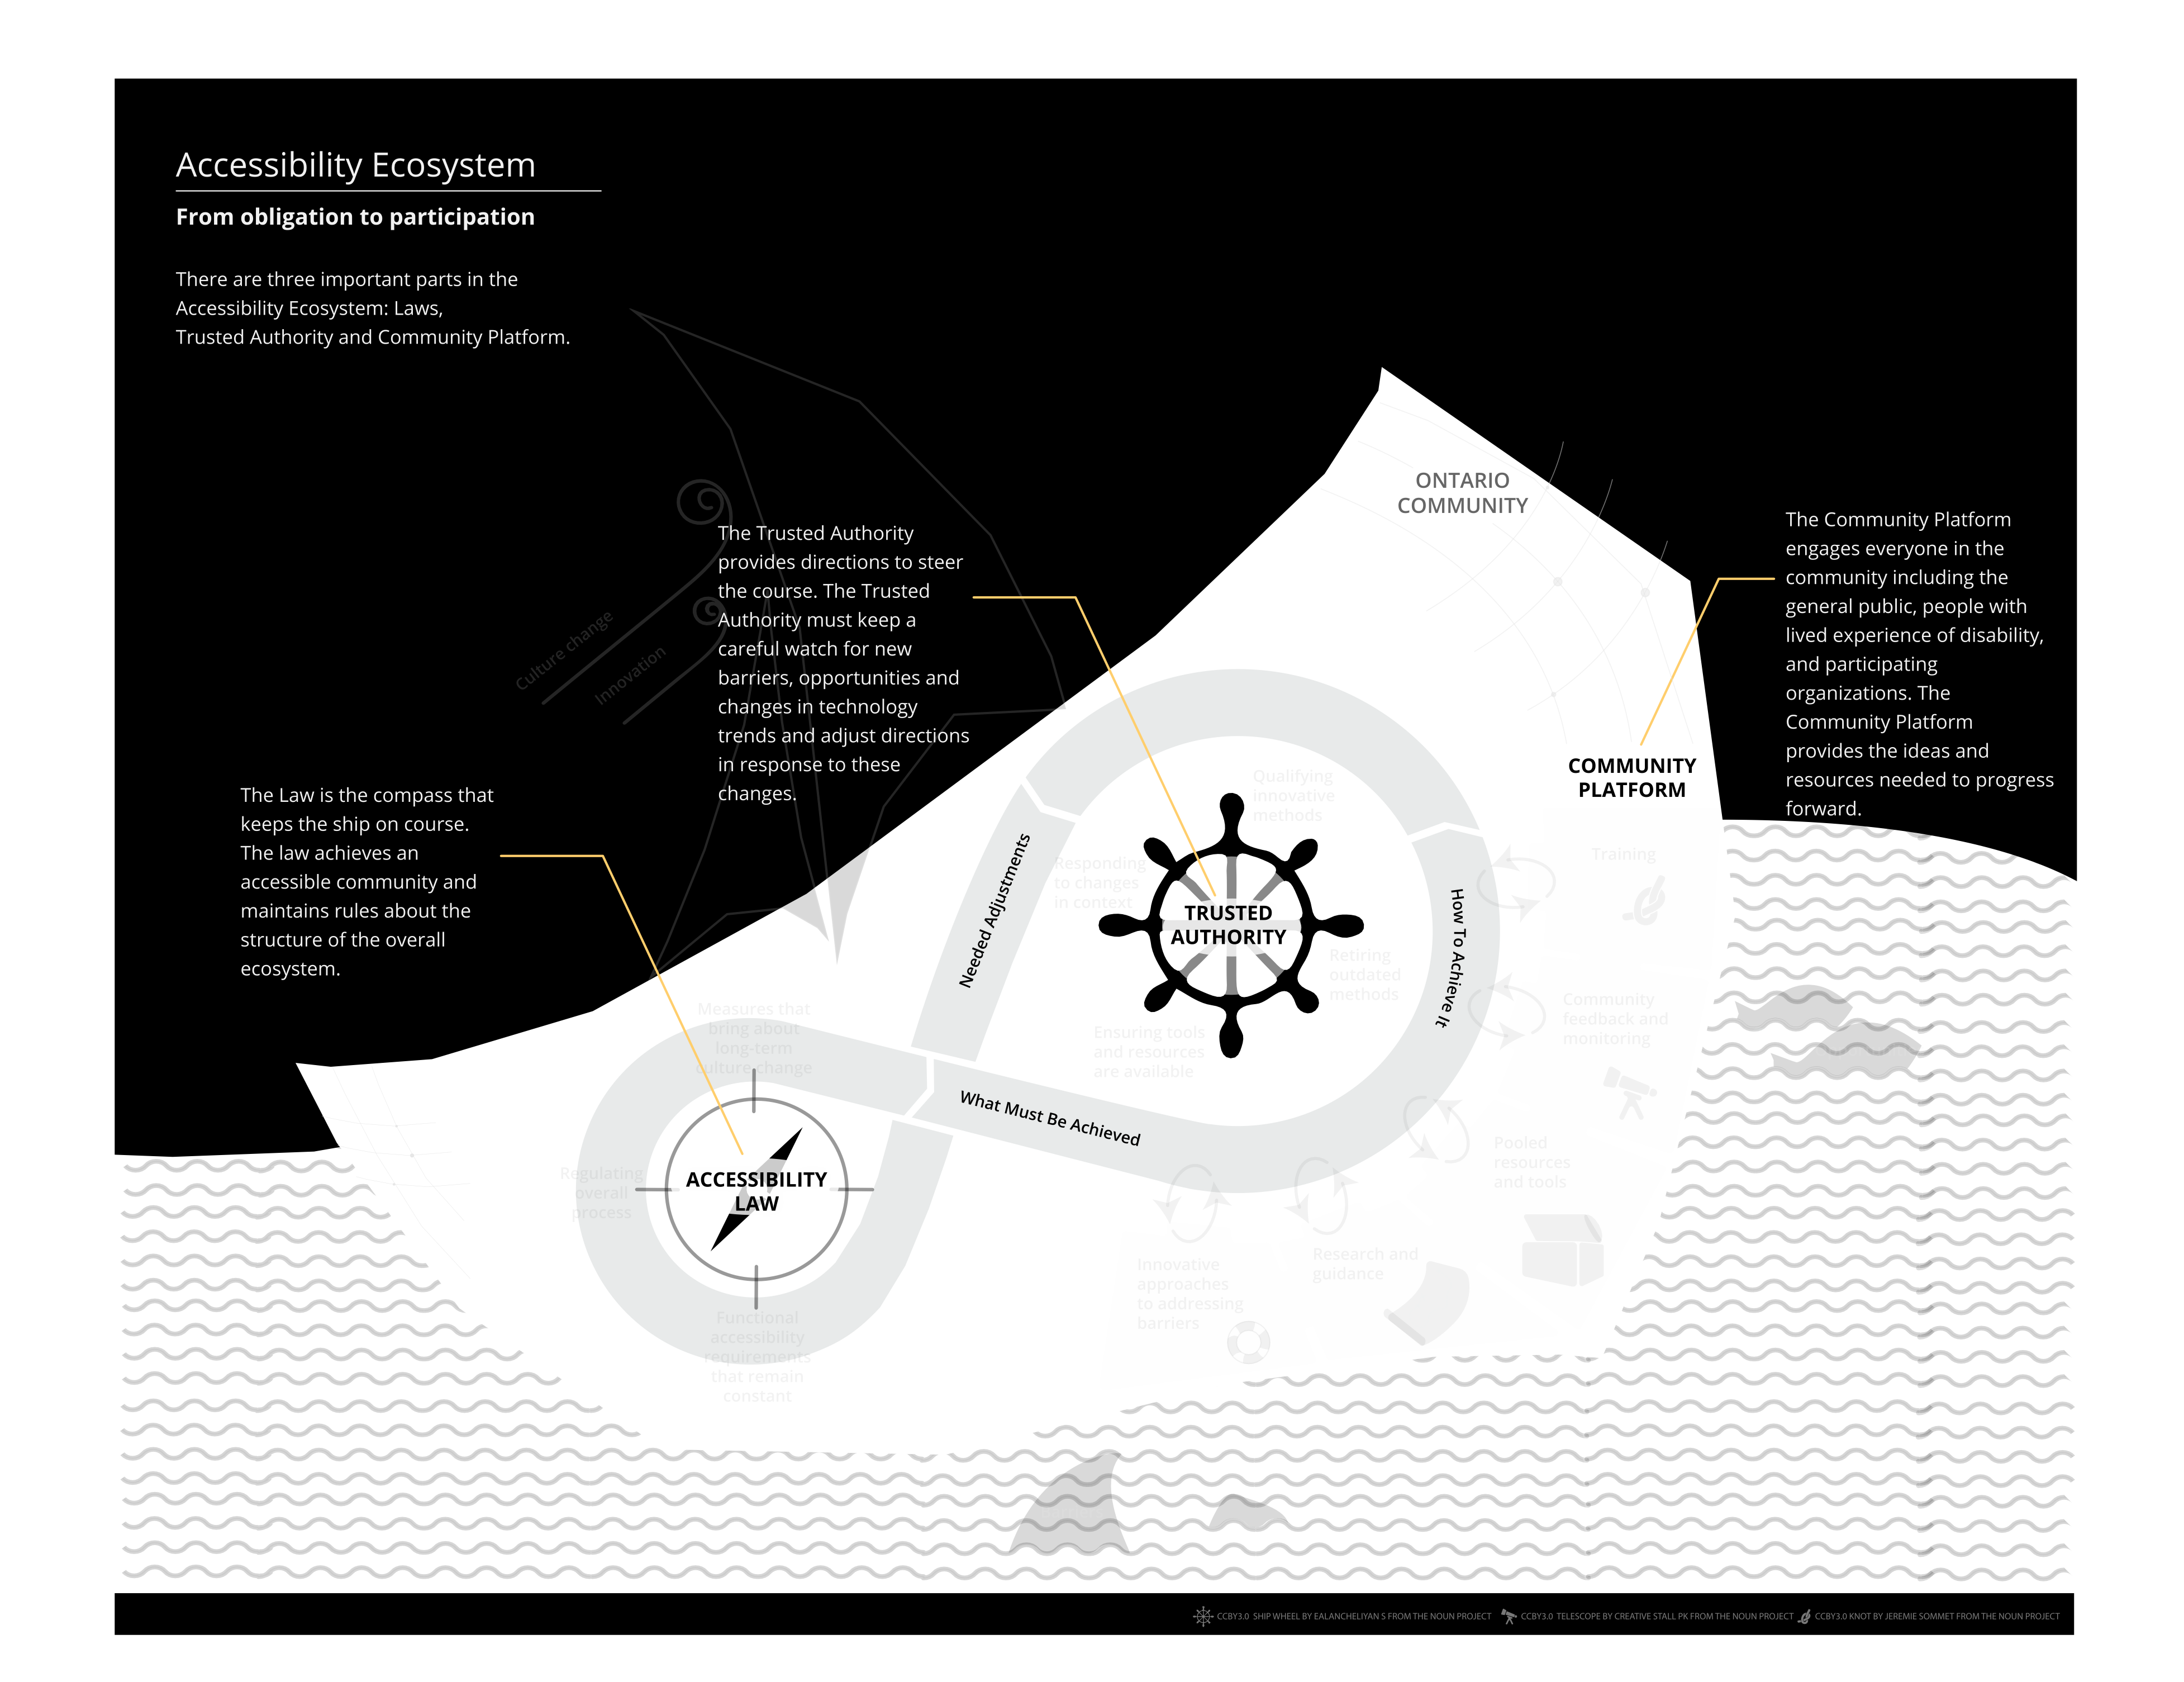 Accessibility Ecosystem
From obligation to participation
There are three important parts in the
Accessibility Ecosystem: Laws,
Trusted Authority and Community Platform.
ONTARIO
COMMUNITY
The Community Platform
engages everyone in the
community including the
general public, people with
lived experience of disability,
and participating
organizations. The
Community Platform
provides the ideas and
resources needed to progress
forward.
The Trusted Authority
provides directions to steer
the course. The Trusted
Authority must keep a
careful watch for new
barriers, opportunities and
changes in technology
trends and adjust directions
in response to these
changes.
Culture change
Innovation
The Law is the compass that
keeps the ship on course.
The law achieves an
accessible community and
maintains rules about the
structure of the overall
ecosystem.
COMMUNITY
PLATFORM
Qualifying
innovative
methods
Needed Adjustments
Responding
to changes
in context
TRUSTED
AUTHORITY
How To Achieve It
Training
Retiring
outdated
methods
Community
feedback and
monitoring
Measures that
bring about
long-term
culture change
Ensuring tools
and resources
are available
What Must Be Achieved
Pooled
resources
and tools
Regulating
overall
process
ACCESSIBILITY
LAW
Innovative
approaches
to addressing
barriers
Research and
guidance
Functional
accessibility
requirements
that remain
constant
CCBY3.0 SHIP WHEEL BY EALANCHELIYAN S FROM THE NOUN PROJECT CCBY3.0 TELESCOPE BY CREATIVE STALL PK FROM THE NOUN PROJECT CCBY3.0 KNOT BY JEREMIE SOMMET FROM THE NOUN PROJECT